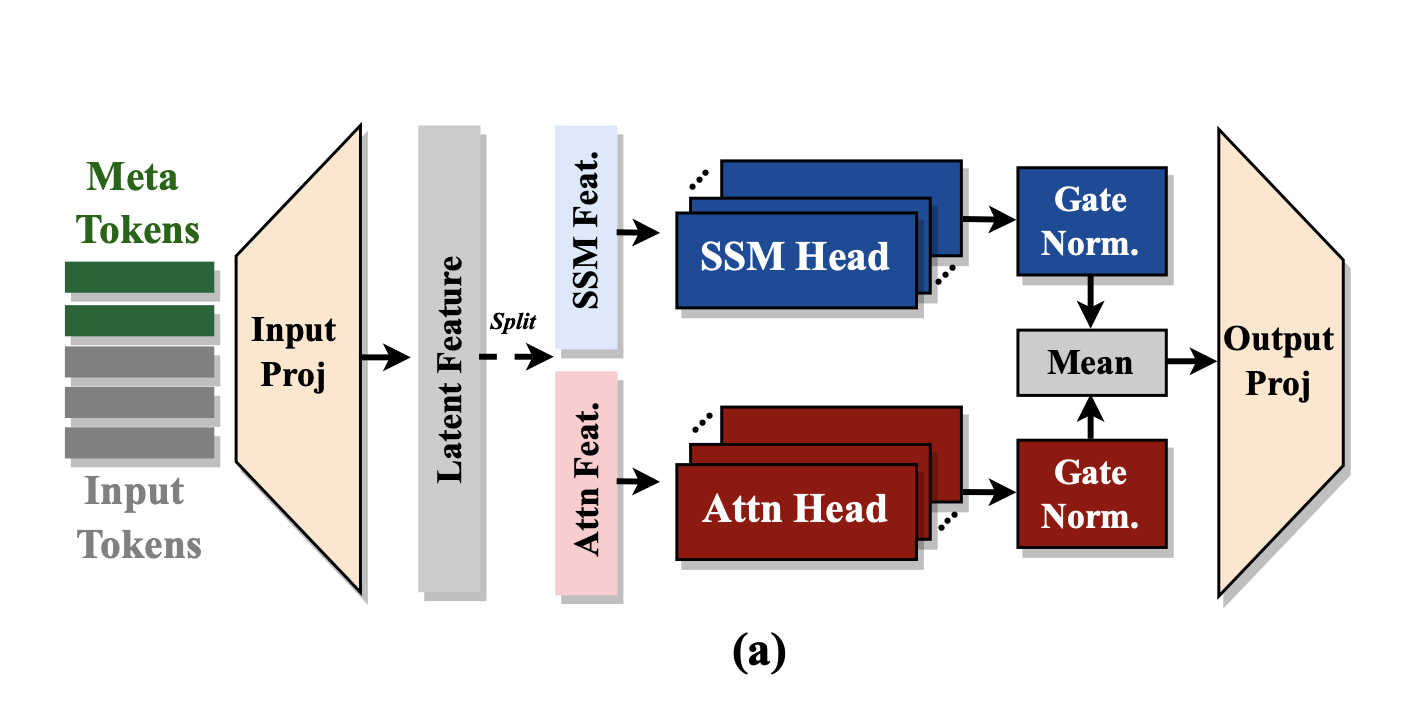 Meta
Tokens
Input
Tokens
Input
Proj
Latent Feature
Split
SSM Feat.
Attn Feat.
SSM Head
Attn Head
Gate
Norm.
Mean
Gate
Norm.
Output
Proj
(a)